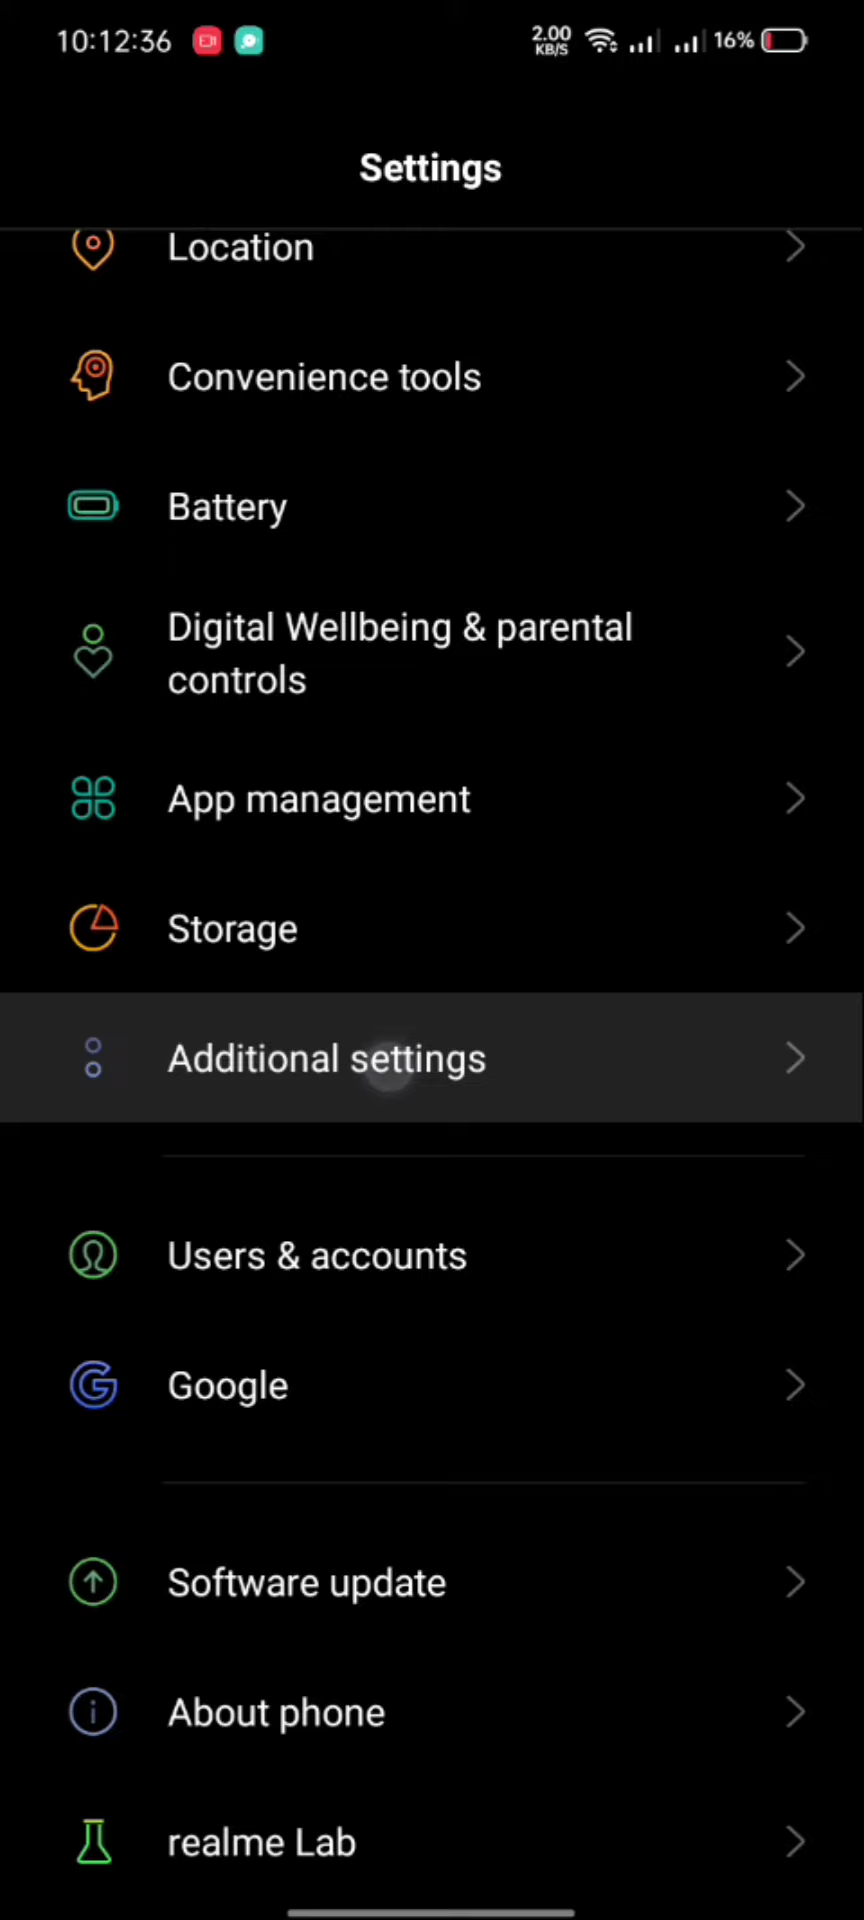 10:12:36 2.00 KB/S 16%
Settings
Location
Convenience tools
Battery
Digital Wellbeing & parental
controls
App management
Storage
Additional settings
Users & accounts
Google
Software update
About phone
realme Lab